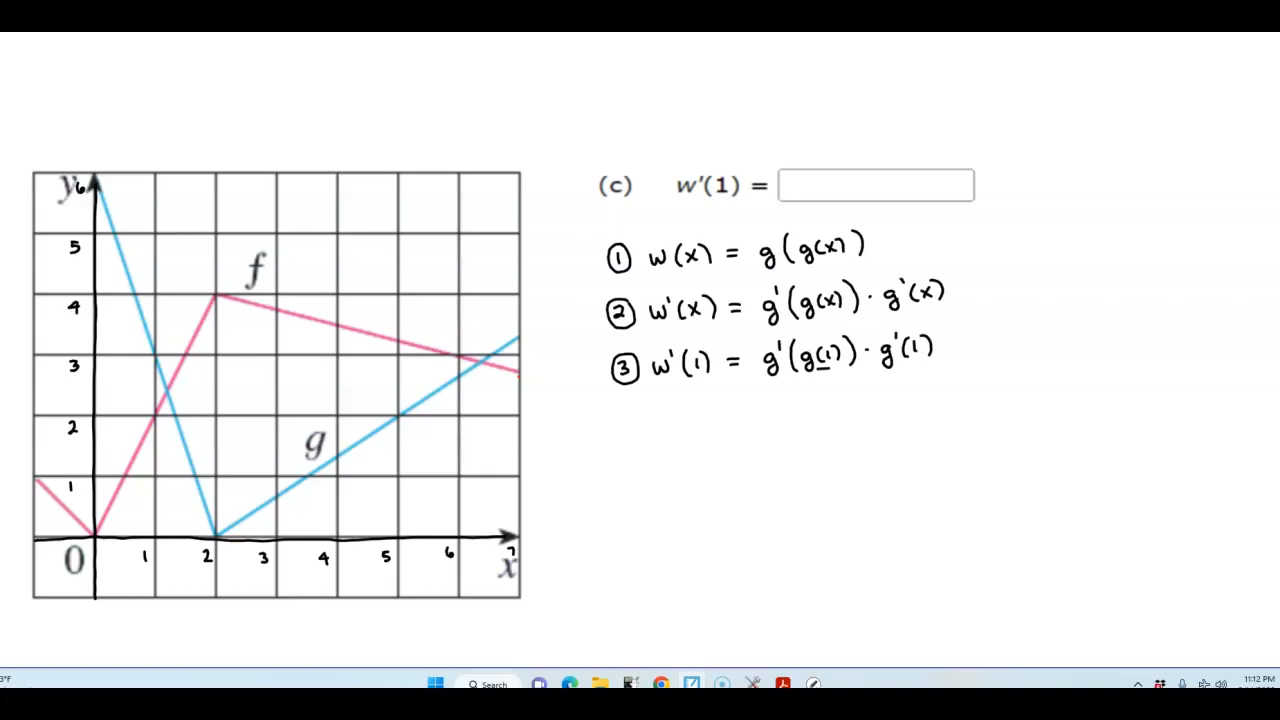 y 6
5
4
3
2
1
0
1 2 3 4 5 6 7
x
f
g
(c) w'(1) =
① w(x) = g(g(x))
② w'(x) = g'(g(x)) · g'(x)
③ w'(1) = g'(g(1)) · g'(1)
3°F
Search
11:12 PM